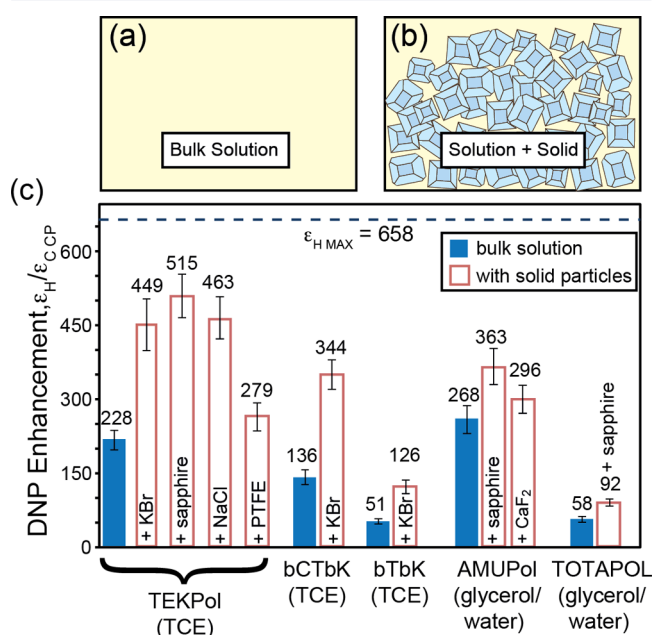 (a)
Bulk Solution
(b)
Solution + Solid
(c)
DNP Enhancement,εH/εC CP
600
450
300
150
0
εH MAX = 658
bulk solution
with solid particles
228
449
515
463
279
136
344
51
126
268
363
296
58
92
+ KBr
+ sapphire
+ NaCl
+ PTFE
+ KBr
+ KBr
+ sapphire
+ CaF₂
+ sapphire
TEKPol
(TCE)
bCTbK
(TCE)
bTbK
(TCE)
AMUPol
(glycerol/
water)
TOTAPOL
(glycerol/
water)